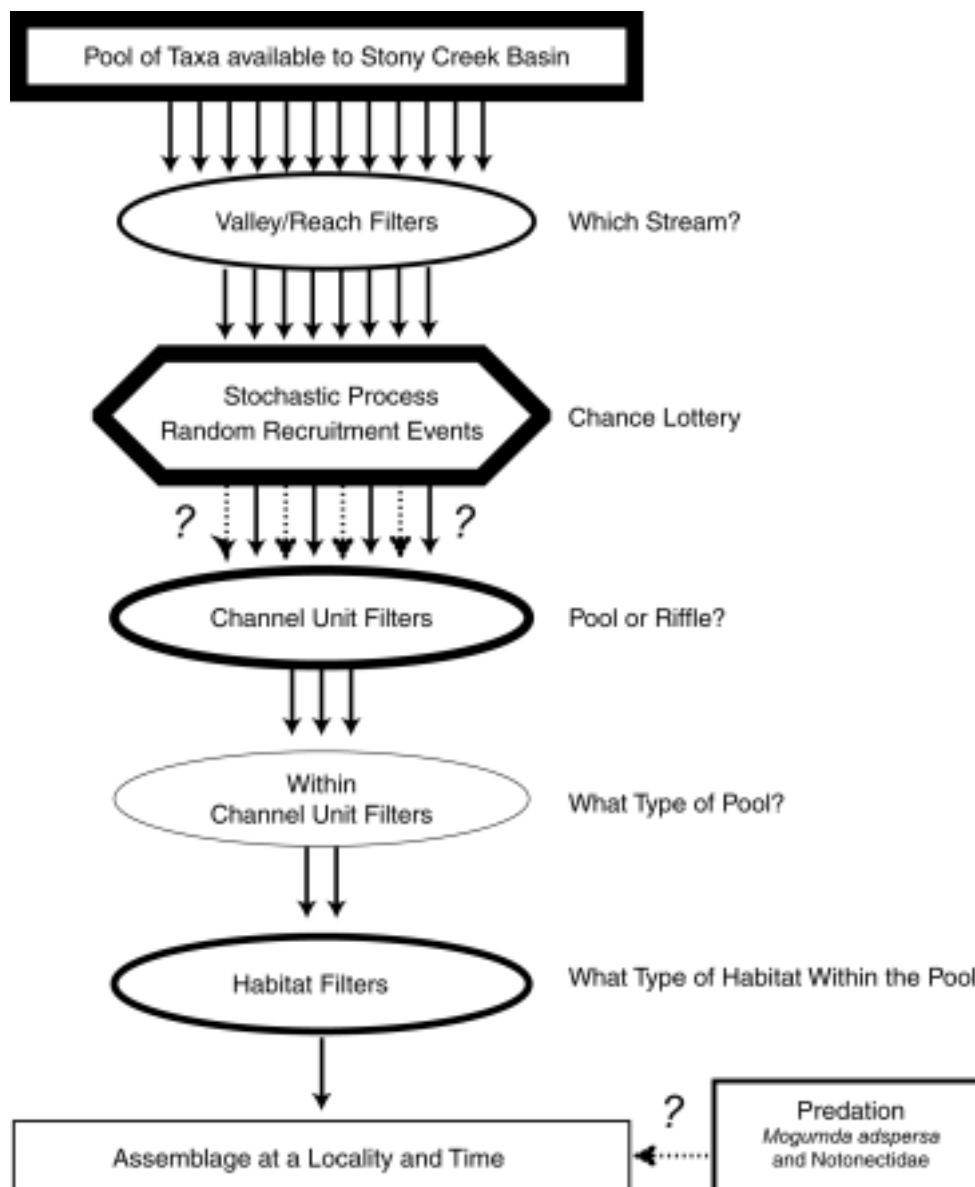 Pool of Taxa available to Stony Creek Basin
Valley/Reach Filters
Which Stream?
Stochastic Process
Random Recruitment Events
Chance Lottery
?
?
Channel Unit Filters
Pool or Riffle?
Within
Channel Unit Filters
What Type of Pool?
Habitat Filters
What Type of Habitat Within the Pool
Assemblage at a Locality and Time
?
Predation
Mogumda adspersa
and Notonectidae